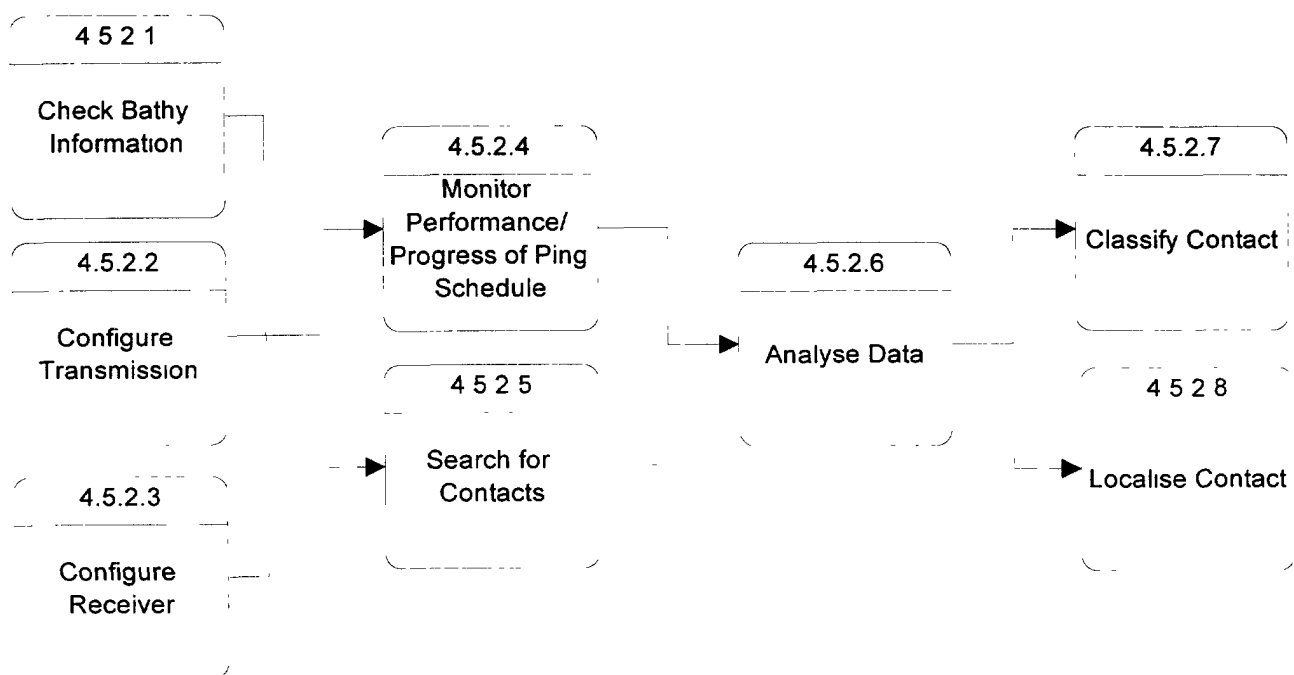 4 5 2 1
Check Bathy
Information
4.5.2.2
Configure
Transmission
4.5.2.3
Configure
Receiver
4.5.2.4
Monitor
Performance/
Progress of Ping
Schedule
4 5 2 5
Search for
Contacts
4.5.2.6
Analyse Data
4.5.2.7
Classify Contact
4 5 2 8
Localise Contact